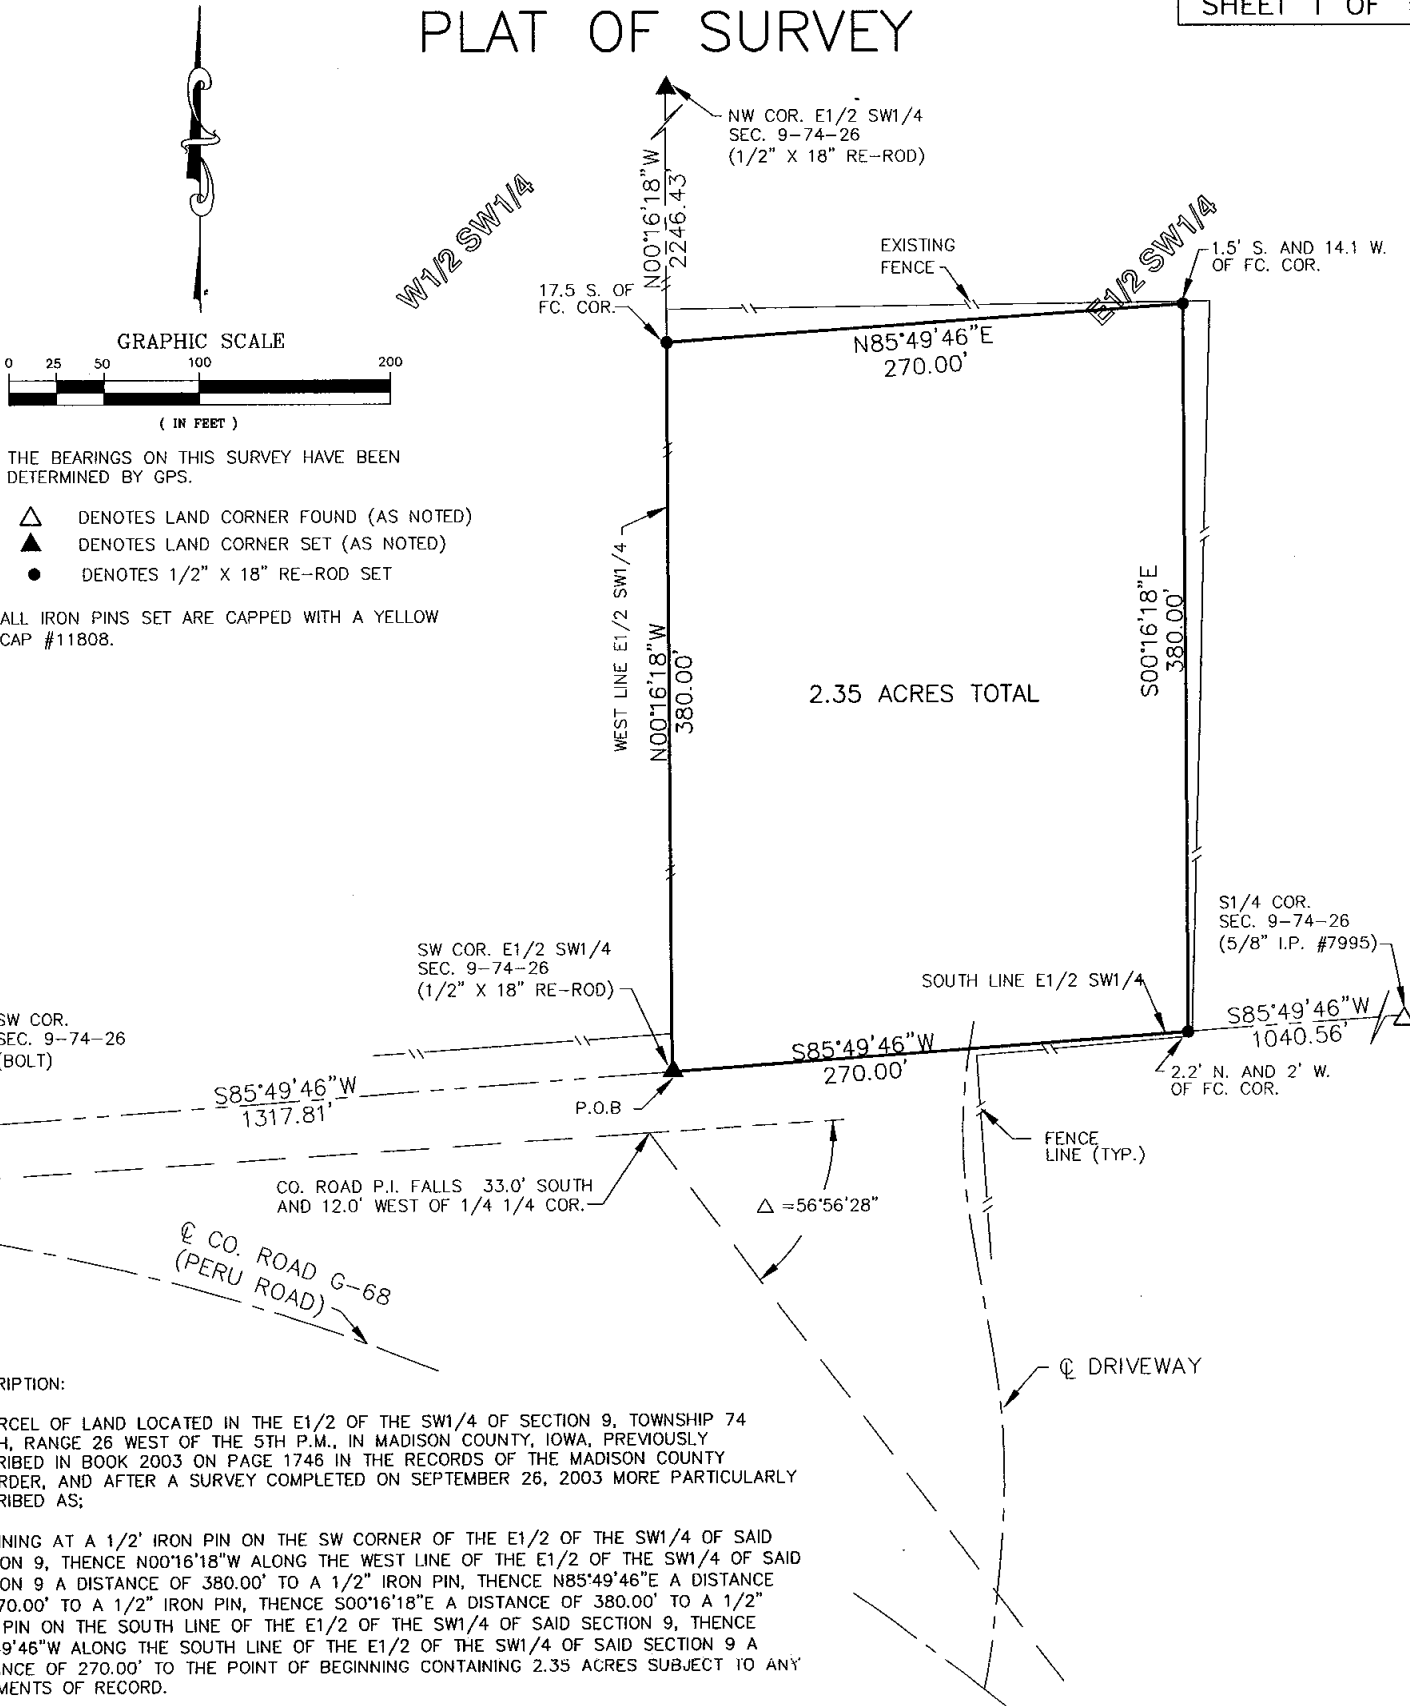 PLAT OF SURVEY
SHEET 1 OF
NW COR. E1/2 SW1/4
SEC. 9-74-26
(1/2" X 18" RE-ROD)
N00°16'18"W
2246.43'
W1/2 SW1/4
E1/2 SW1/4
EXISTING
FENCE
1.5' S. AND 14.1 W.
OF FC. COR.
17.5 S. OF
FC. COR.
N85°49'46"E
270.00'
GRAPHIC SCALE
0 25 50 100 200
( IN FEET )
THE BEARINGS ON THIS SURVEY HAVE BEEN
DETERMINED BY GPS.
△ DENOTES LAND CORNER FOUND (AS NOTED)
▲ DENOTES LAND CORNER SET (AS NOTED)
● DENOTES 1/2" X 18" RE-ROD SET
ALL IRON PINS SET ARE CAPPED WITH A YELLOW
CAP #11808.
WEST LINE E1/2 SW1/4
N00°16'18"W
380.00'
S00°16'18"E
380.00'
2.35 ACRES TOTAL
S1/4 COR.
SEC. 9-74-26
(5/8" I.P. #7995)
SW COR. E1/2 SW1/4
SEC. 9-74-26
(1/2" X 18" RE-ROD)
SOUTH LINE E1/2 SW1/4
SW COR.
SEC. 9-74-26
(BOLT)
S85°49'46"W
1040.56'
S85°49'46"W
270.00'
2.2' N. AND 2' W.
OF FC. COR.
S85°49'46"W
1317.81'
P.O.B
FENCE
LINE (TYP.)
CO. ROAD P.I. FALLS 33.0' SOUTH
AND 12.0' WEST OF 1/4 1/4 COR.
△ =56°56'28"
℄ CO. ROAD G-68
(PERU ROAD)
℄ DRIVEWAY
RIPTION:
RCEL OF LAND LOCATED IN THE E1/2 OF THE SW1/4 OF SECTION 9, TOWNSHIP 74
H, RANGE 26 WEST OF THE 5TH P.M., IN MADISON COUNTY, IOWA, PREVIOUSLY
RIBED IN BOOK 2003 ON PAGE 1746 IN THE RECORDS OF THE MADISON COUNTY
RDER, AND AFTER A SURVEY COMPLETED ON SEPTEMBER 26, 2003 MORE PARTICULARLY
RIBED AS;
NING AT A 1/2' IRON PIN ON THE SW CORNER OF THE E1/2 OF THE SW1/4 OF SAID
ON 9, THENCE N00°16'18"W ALONG THE WEST LINE OF THE E1/2 OF THE SW1/4 OF SAID
ON 9 A DISTANCE OF 380.00' TO A 1/2" IRON PIN, THENCE N85°49'46"E A DISTANCE
70.00' TO A 1/2" IRON PIN, THENCE S00°16'18"E A DISTANCE OF 380.00' TO A 1/2"
PIN ON THE SOUTH LINE OF THE E1/2 OF THE SW1/4 OF SAID SECTION 9, THENCE
49'46"W ALONG THE SOUTH LINE OF THE E1/2 OF THE SW1/4 OF SAID SECTION 9 A
NCE OF 270.00' TO THE POINT OF BEGINNING CONTAINING 2.35 ACRES SUBJECT TO ANY
MENTS OF RECORD.